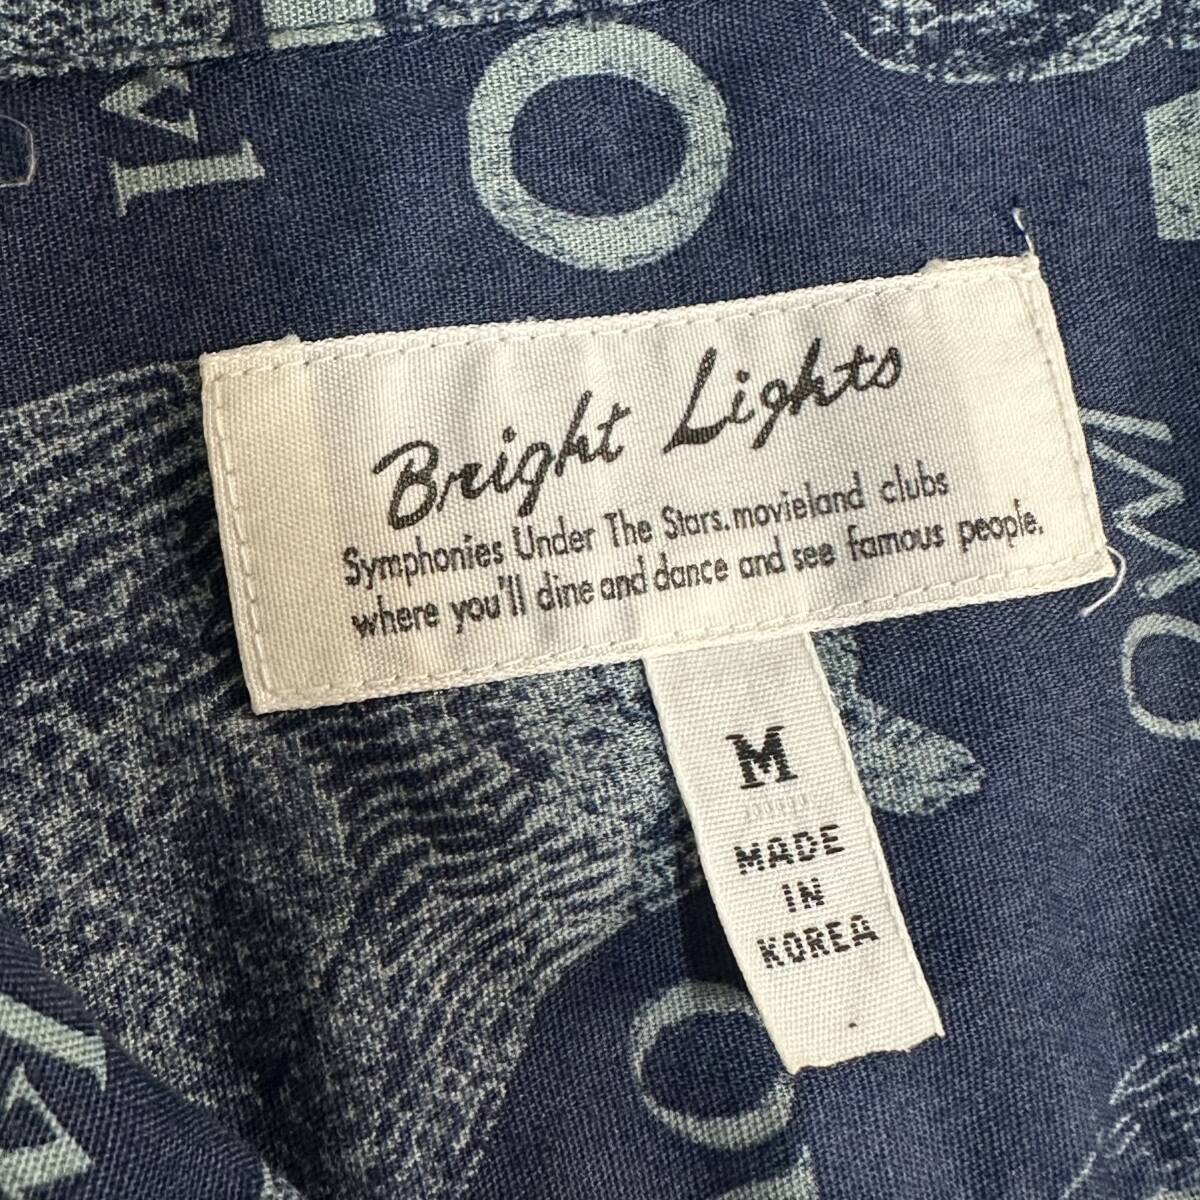 Bright Lights
Symphonies Under The Stars.movieland clubs
where you'll dine and dance and see famous people.
M
MADE
IN
KOREA